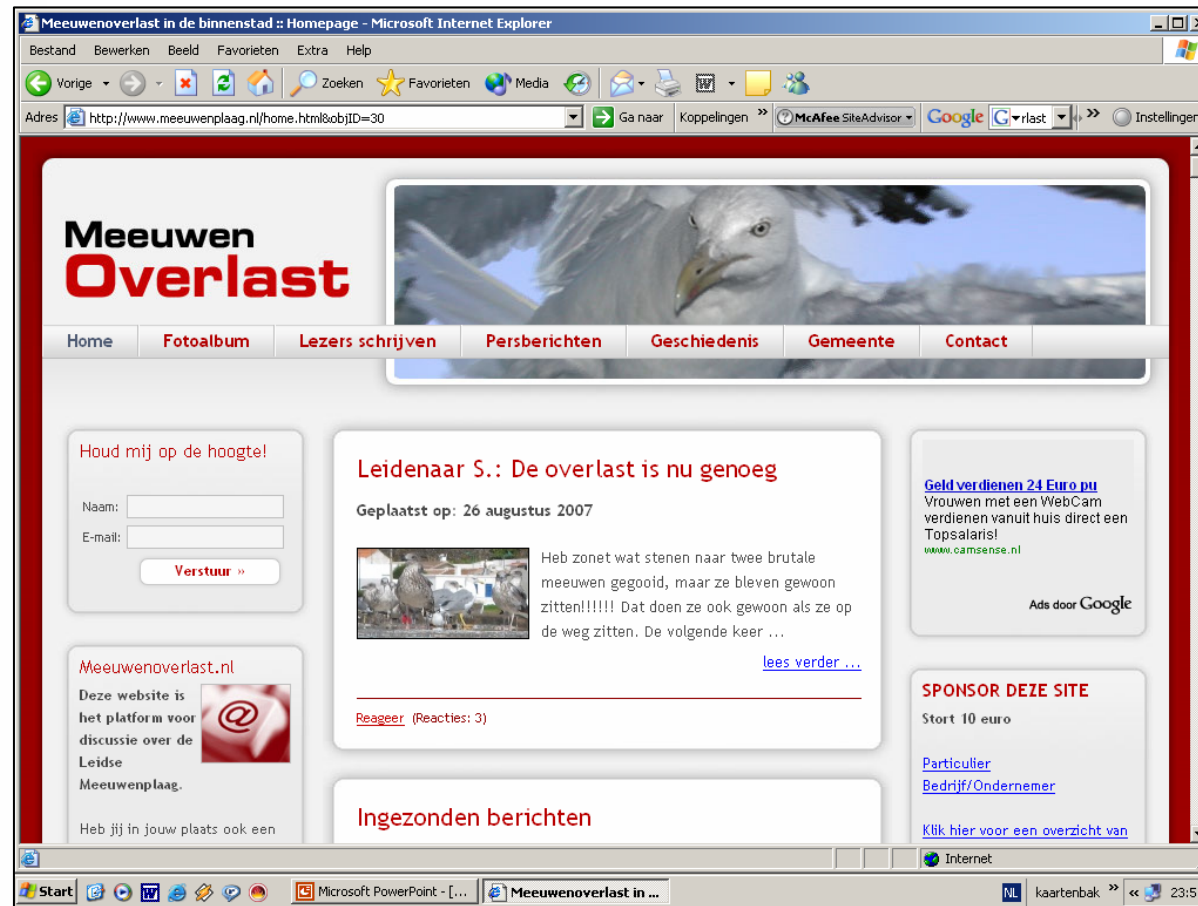 Meeuwenoverlast in de binnenstad :: Homepage - Microsoft Internet Explorer
Bestand Bewerken Beeld Favorieten Extra Help
Vorige Zoeken Favorieten Media
Adres http://www.meeuwenplaag.nl/home.html&objID=30 Ga naar Koppelingen » McAfee SiteAdvisor Google G rlast » Instellingen
Meeuwen
Overlast
Home Fotoalbum Lezers schrijven Persberichten Geschiedenis Gemeente Contact
Houd mij op de hoogte!
Naam:
E-mail:
Verstuur »
Meeuwenoverlast.nl
Deze website is
het platform voor
discussie over de
Leidse
Meeuwenplaag.
Heb jij in jouw plaats ook een
Leidenaar S.: De overlast is nu genoeg
Geplaatst op: 26 augustus 2007
Heb zonet wat stenen naar twee brutale
meeuwen gegooid, maar ze bleven gewoon
zitten!!!!!! Dat doen ze ook gewoon als ze op
de weg zitten. De volgende keer ...
lees verder ...
Reageer (Reacties: 3)
Ingezonden berichten
Geld verdienen 24 Euro pu
Vrouwen met een WebCam
verdienen vanuit huis direct een
Topsalaris!
www.camsense.nl
Ads door Google
SPONSOR DEZE SITE
Stort 10 euro
Particulier
Bedrijf/Ondernemer
Klik hier voor een overzicht van
Internet
Start Microsoft PowerPoint - [... Meeuwenoverlast in ... NL kaartenbak » « 23:5